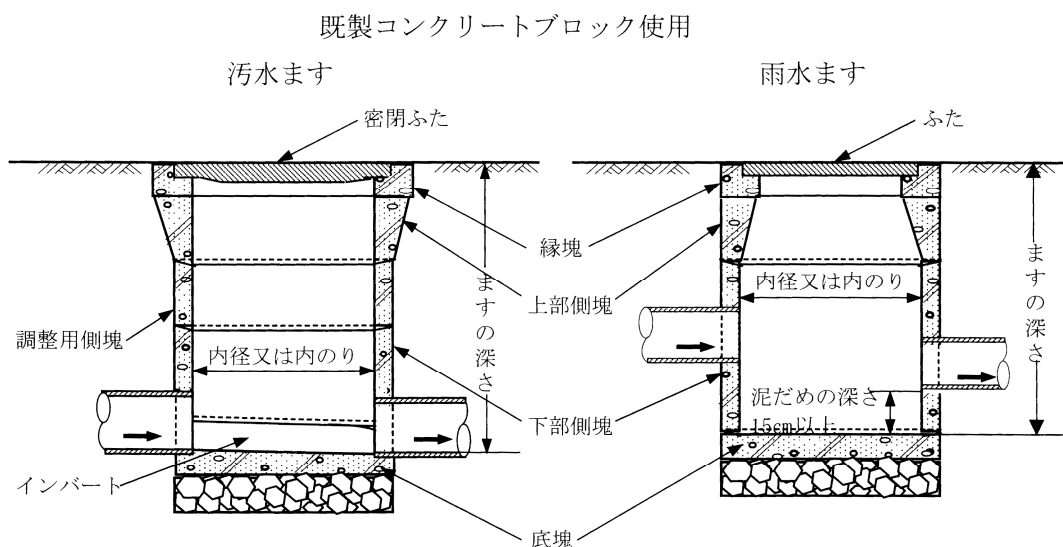 既製コンクリートブロック使用
汚水ます
雨水ます
密閉ふた
ふた
縁塊
上部側塊
調整用側塊
内径又は内のり
ますの深さ
下部側塊
インバート
底塊
内径又は内のり
ますの深さ
泥だめの深さ
15cm以上